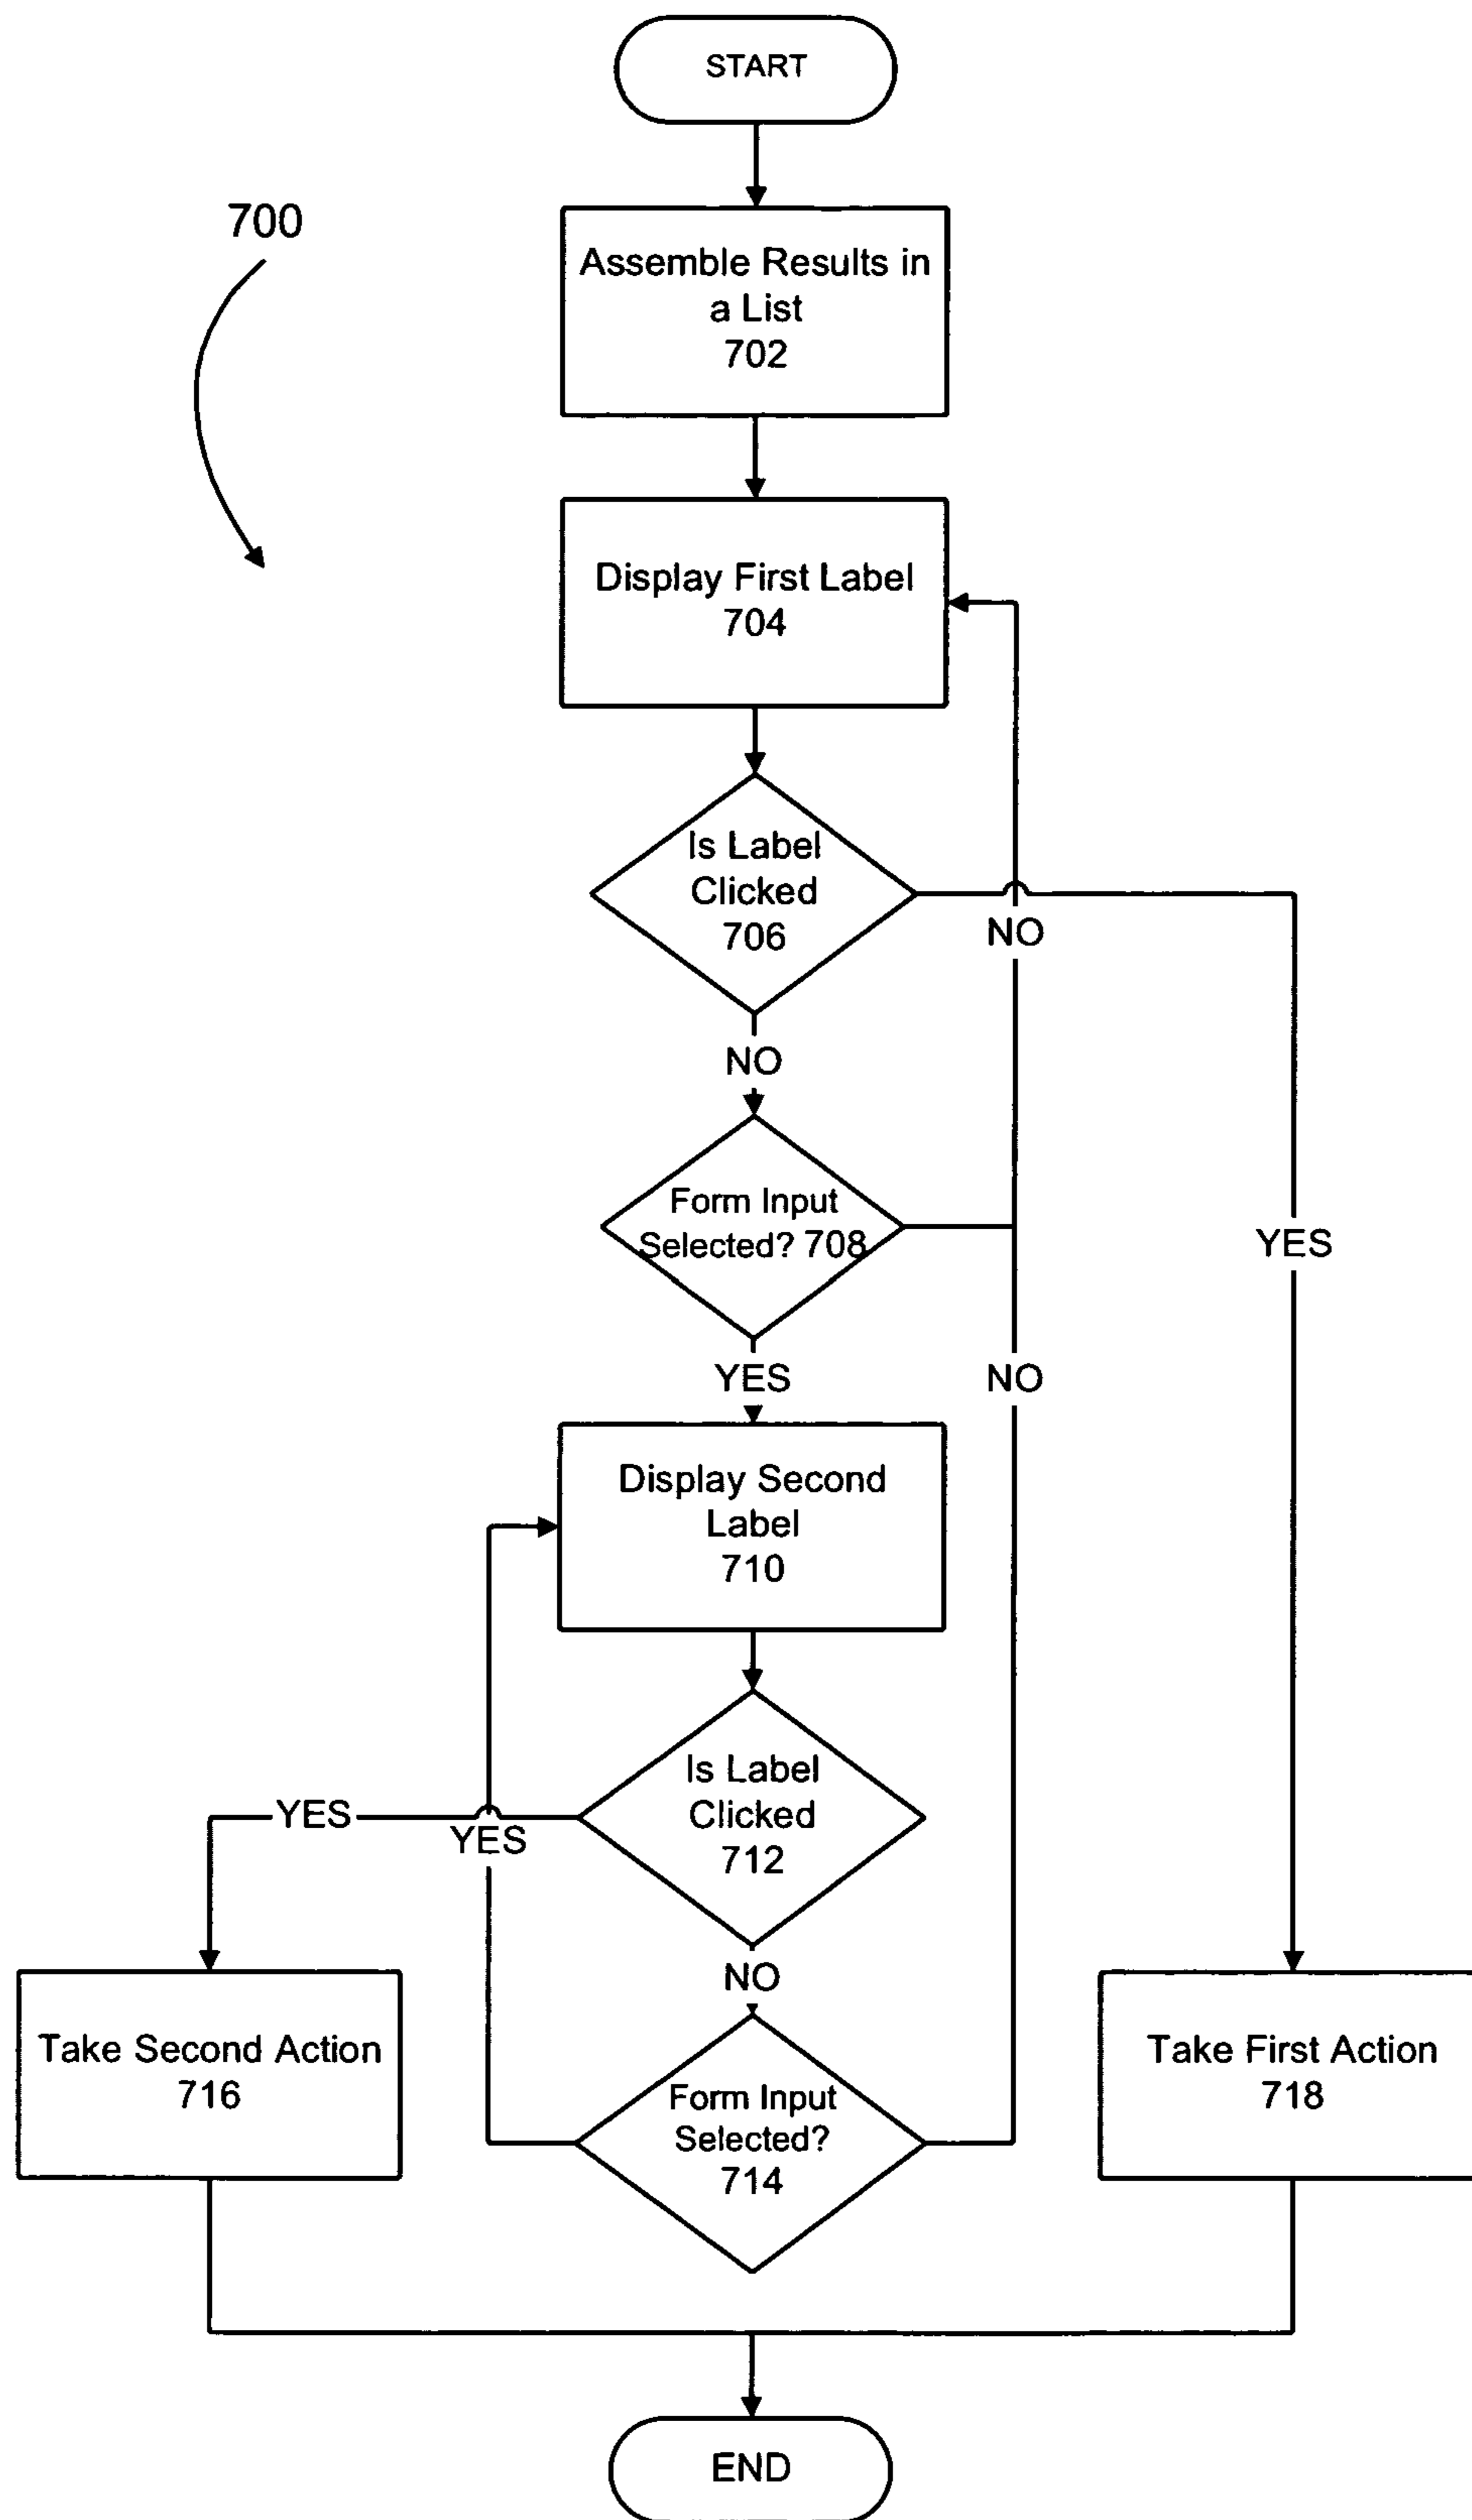 START
700
Assemble Results in
a List
702
Display First Label
704
Is Label
Clicked
706
NO
NO
Form Input
Selected? 708
YES
YES
NO
Display Second
Label
710
Is Label
Clicked
712
YES
YES
NO
Take Second Action
716
Form Input
Selected?
714
Take First Action
718
END